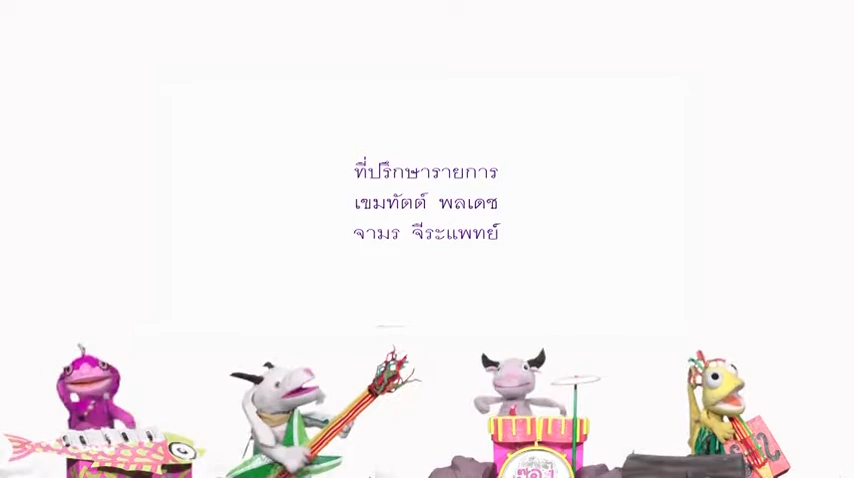 ที่ปรึกษารายการ
เขมทัตต์ พลเดช
จามร จีระแพทย์